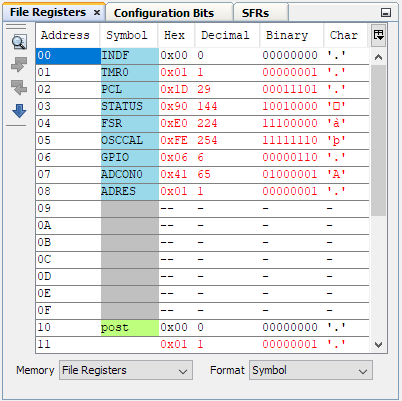 File Registers × Configuration Bits SFRs
Address Symbol Hex Decimal Binary Char
00 INDF 0x00 0 00000000 '.'
01 TMR0 0x01 1 00000001 '.'
02 PCL 0x1D 29 00011101 '.'
03 STATUS 0x90 144 10010000 '□'
04 FSR 0xE0 224 11100000 'à'
05 OSCCAL 0xFE 254 11111110 'þ'
06 GPIO 0x06 6 00000110 '.'
07 ADCON0 0x41 65 01000001 'A'
08 ADRES 0x01 1 00000001 '.'
09 -- - - -
0A -- - - -
0B -- - - -
0C -- - - -
0D -- - - -
0E -- - - -
0F -- - - -
10 post 0x00 0 00000000 '.'
11 0x01 1 00000001 '.'
Memory File Registers Format Symbol